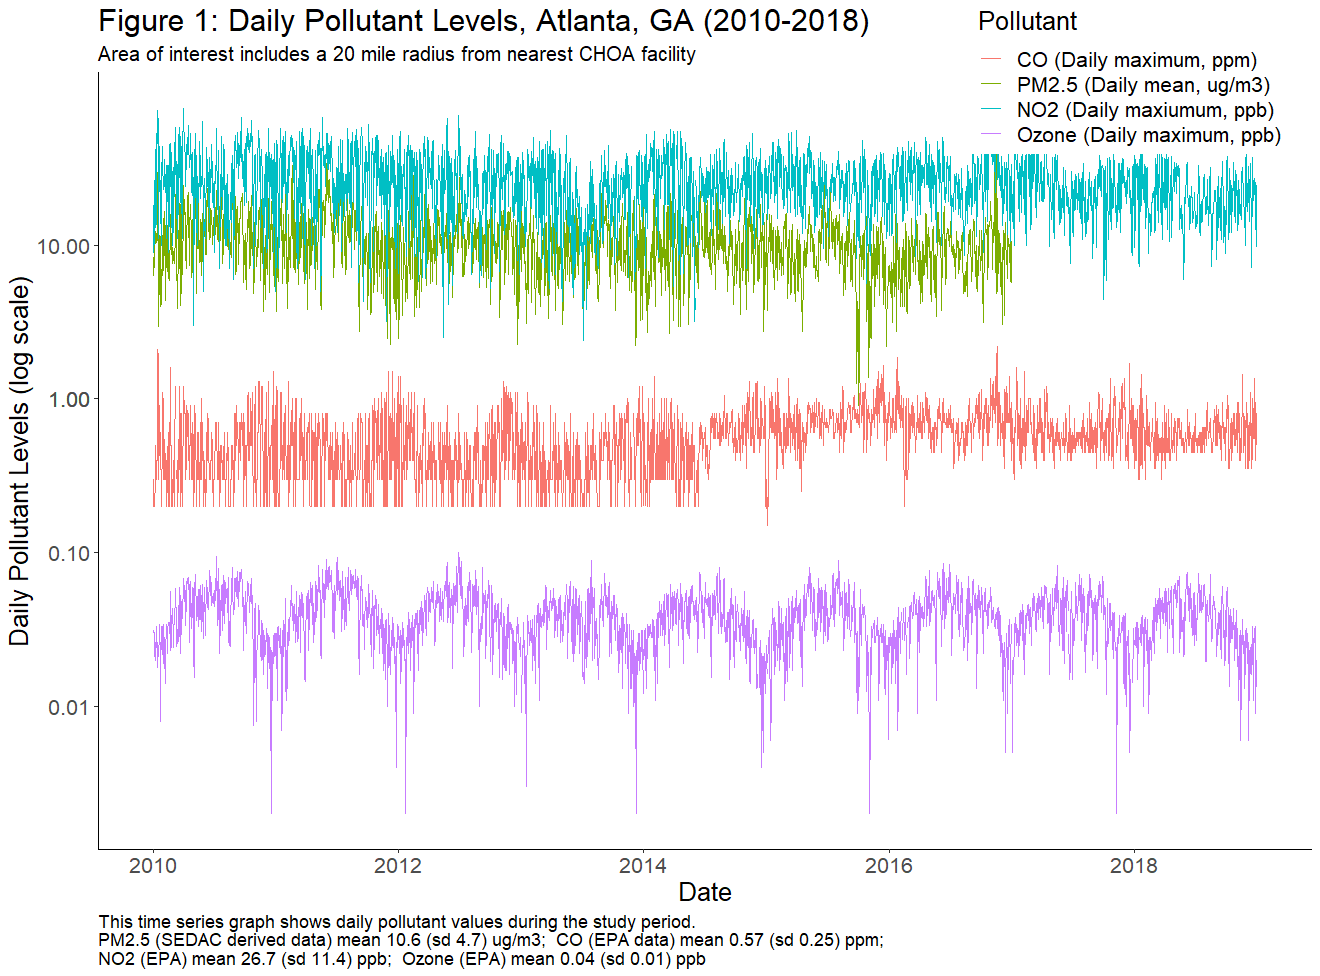 Figure 1: Daily Pollutant Levels, Atlanta, GA (2010-2018)
Area of interest includes a 20 mile radius from nearest CHOA facility
Pollutant
CO (Daily maximum, ppm)
PM2.5 (Daily mean, ug/m3)
NO2 (Daily maxiumum, ppb)
Ozone (Daily maximum, ppb)
Daily Pollutant Levels (log scale)
10.00
1.00
0.10
0.01
2010
2012
2014
2016
2018
Date
This time series graph shows daily pollutant values during the study period.
PM2.5 (SEDAC derived data) mean 10.6 (sd 4.7) ug/m3;  CO (EPA data) mean 0.57 (sd 0.25) ppm;
NO2 (EPA) mean 26.7 (sd 11.4) ppb;  Ozone (EPA) mean 0.04 (sd 0.01) ppb